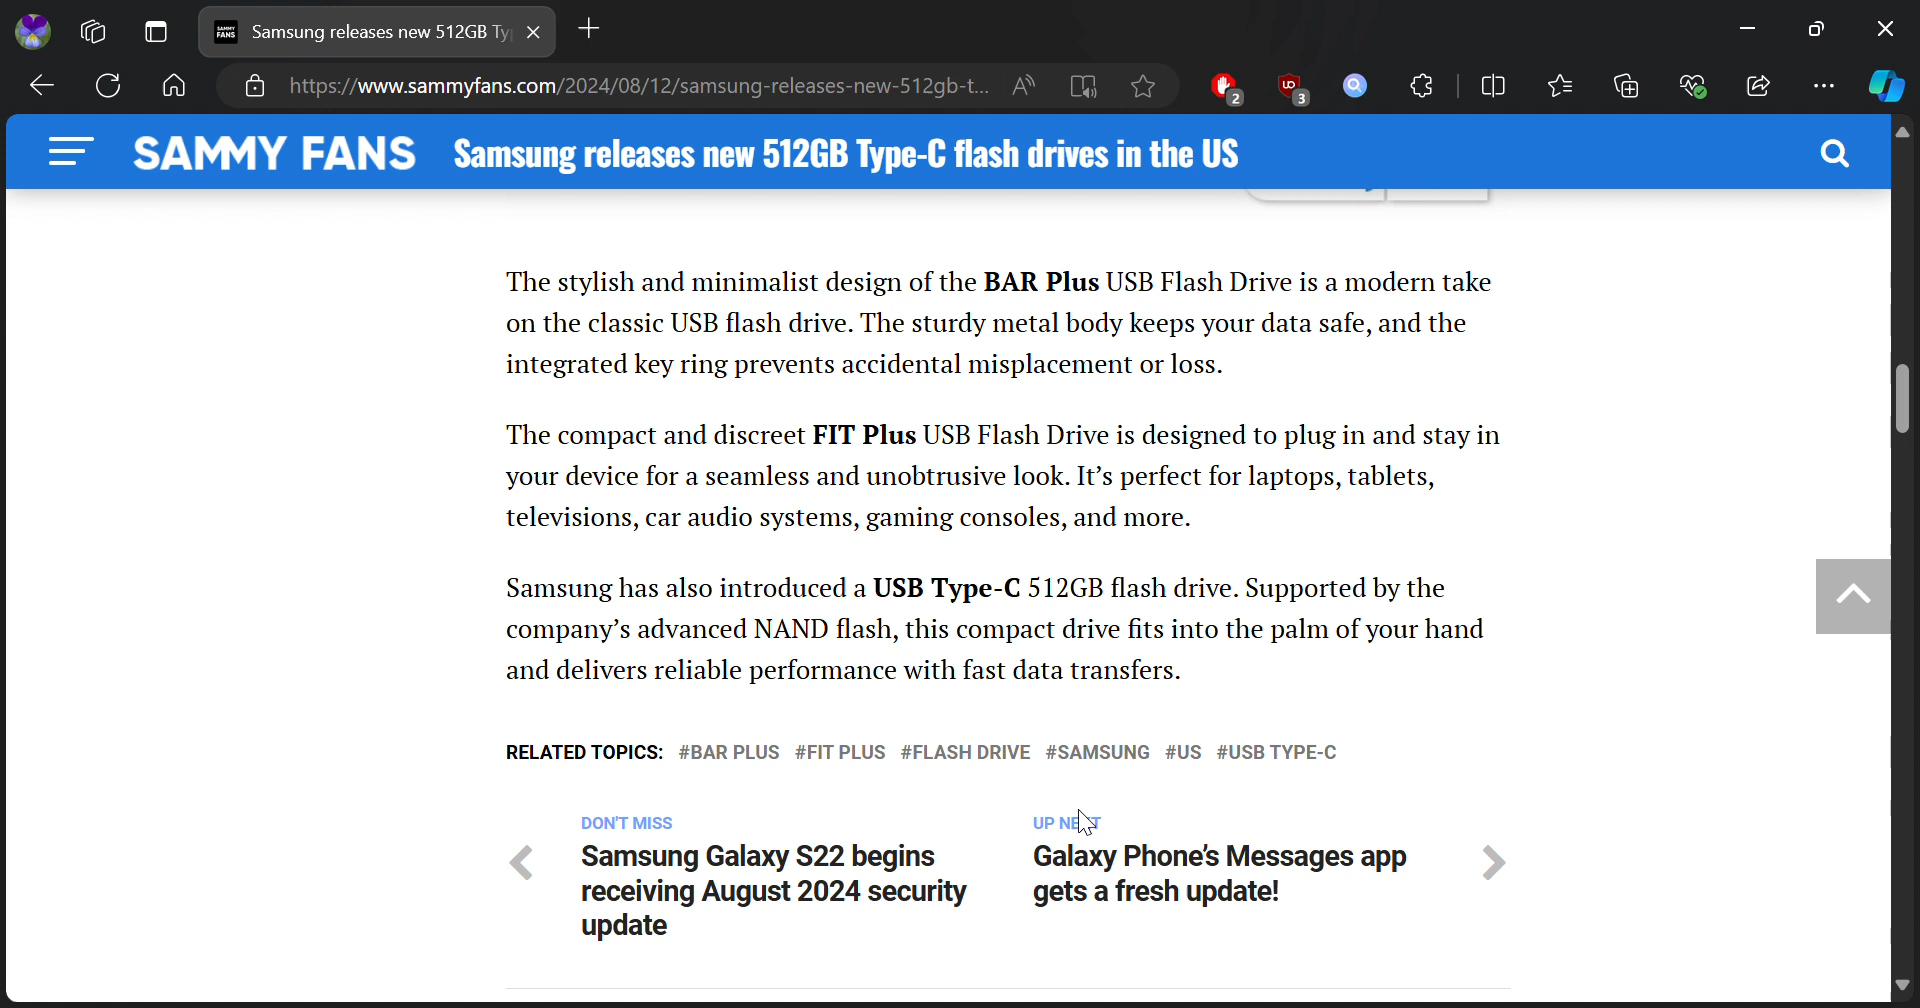 SAMMY FANS
Samsung releases new 512GB Ty
https://www.sammyfans.com/2024/08/12/samsung-releases-new-512gb-t...
2
3
SAMMY FANS
Samsung releases new 512GB Type-C flash drives in the US
The stylish and minimalist design of the BAR Plus USB Flash Drive is a modern take
on the classic USB flash drive. The sturdy metal body keeps your data safe, and the
integrated key ring prevents accidental misplacement or loss.
The compact and discreet FIT Plus USB Flash Drive is designed to plug in and stay in
your device for a seamless and unobtrusive look. It’s perfect for laptops, tablets,
televisions, car audio systems, gaming consoles, and more.
Samsung has also introduced a USB Type-C 512GB flash drive. Supported by the
company’s advanced NAND flash, this compact drive fits into the palm of your hand
and delivers reliable performance with fast data transfers.
RELATED TOPICS: #BAR PLUS #FIT PLUS #FLASH DRIVE #SAMSUNG #US #USB TYPE-C
DON'T MISS
Samsung Galaxy S22 begins
receiving August 2024 security
update
UP NEXT
Galaxy Phone’s Messages app
gets a fresh update!